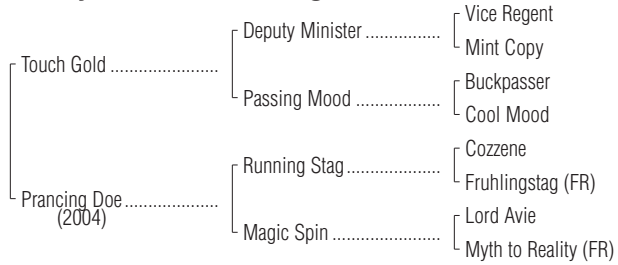 Vice Regent
Deputy Minister ................
Mint Copy
Touch Gold ......................
Buckpasser
Passing Mood .................
Cool Mood
Cozzene
Running Stag ...................
Fruhlingstag (FR)
Prancing Doe ...................
(2004)
Lord Avie
Magic Spin ......................
Myth to Reality (FR)